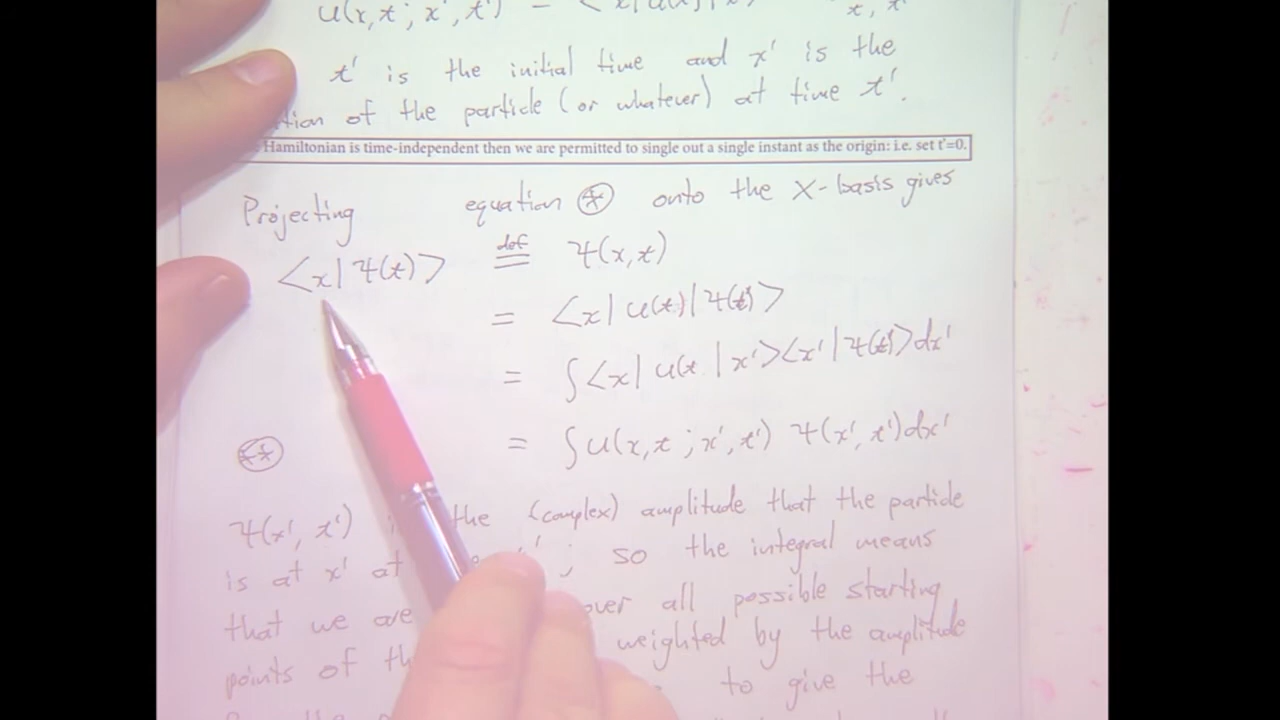 U(x,t ; x', t') = <x|U(t)|x'>
t' is the initial time and x' is the
of the particle (or whatever) at time t'.
Hamiltonian is time-independent then we are permitted to single out a single instant as the origin: i.e. set t'=0.
Projecting equation (*) onto the X-basis gives
<x|Ψ(t)> def≡ Ψ(x,t)
= <x|U(t)|Ψ(t')>
= ∫<x|U(t |x'><x'|Ψ(t')>dx'
(**) = ∫U(x,t ; x', t') Ψ(x', t')dx'
Ψ(x', t') the (complex) amplitude that the particle
is at x' at ; so the integral means
that we are over all possible starting
points of weighted by the amplitude
to give the